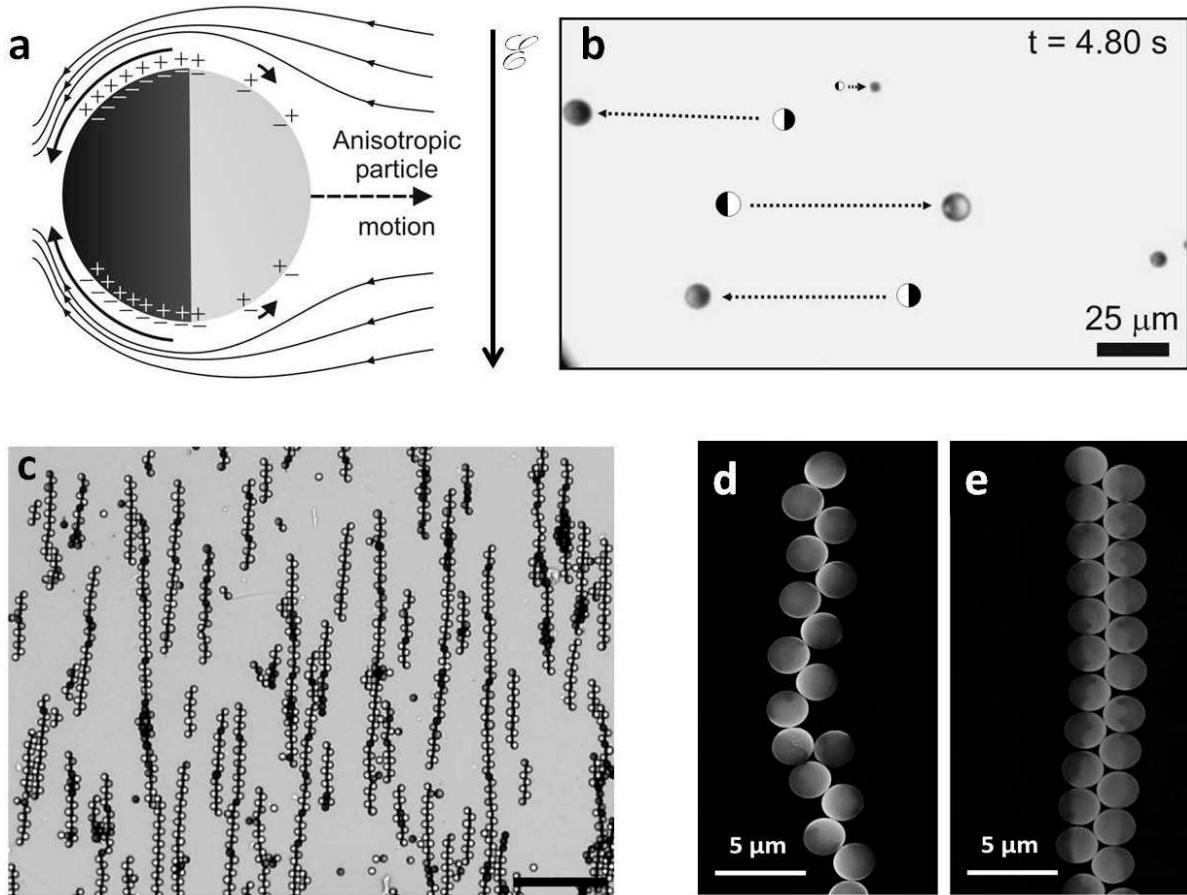 a
ℰ
Anisotropic
particle
motion
b
t = 4.80 s
25 μm
c
d
5 µm
e
5 µm